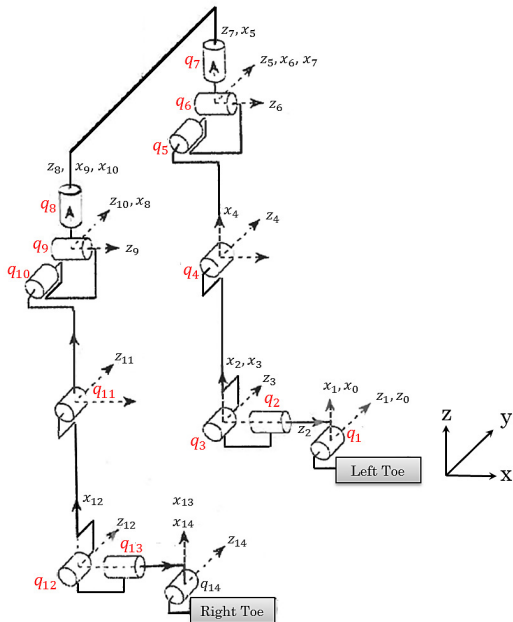 z₇, x₅
q₇
z₅, x₆, x₇
q₆
z₆
q₅
z₈, x₉, x₁₀
q₈
z₁₀, x₈
q₉
z₉
q₁₀
x₄
z₄
q₄
z₁₁
q₁₁
x₂, x₃
z₃
q₂
x₁, x₀
z₁, z₀
q₃
z₂
q₁
Left Toe
z
y
x
x₁₂
z₁₂
q₁₃
x₁₃
x₁₄
z₁₄
q₁₂
q₁₄
Right Toe